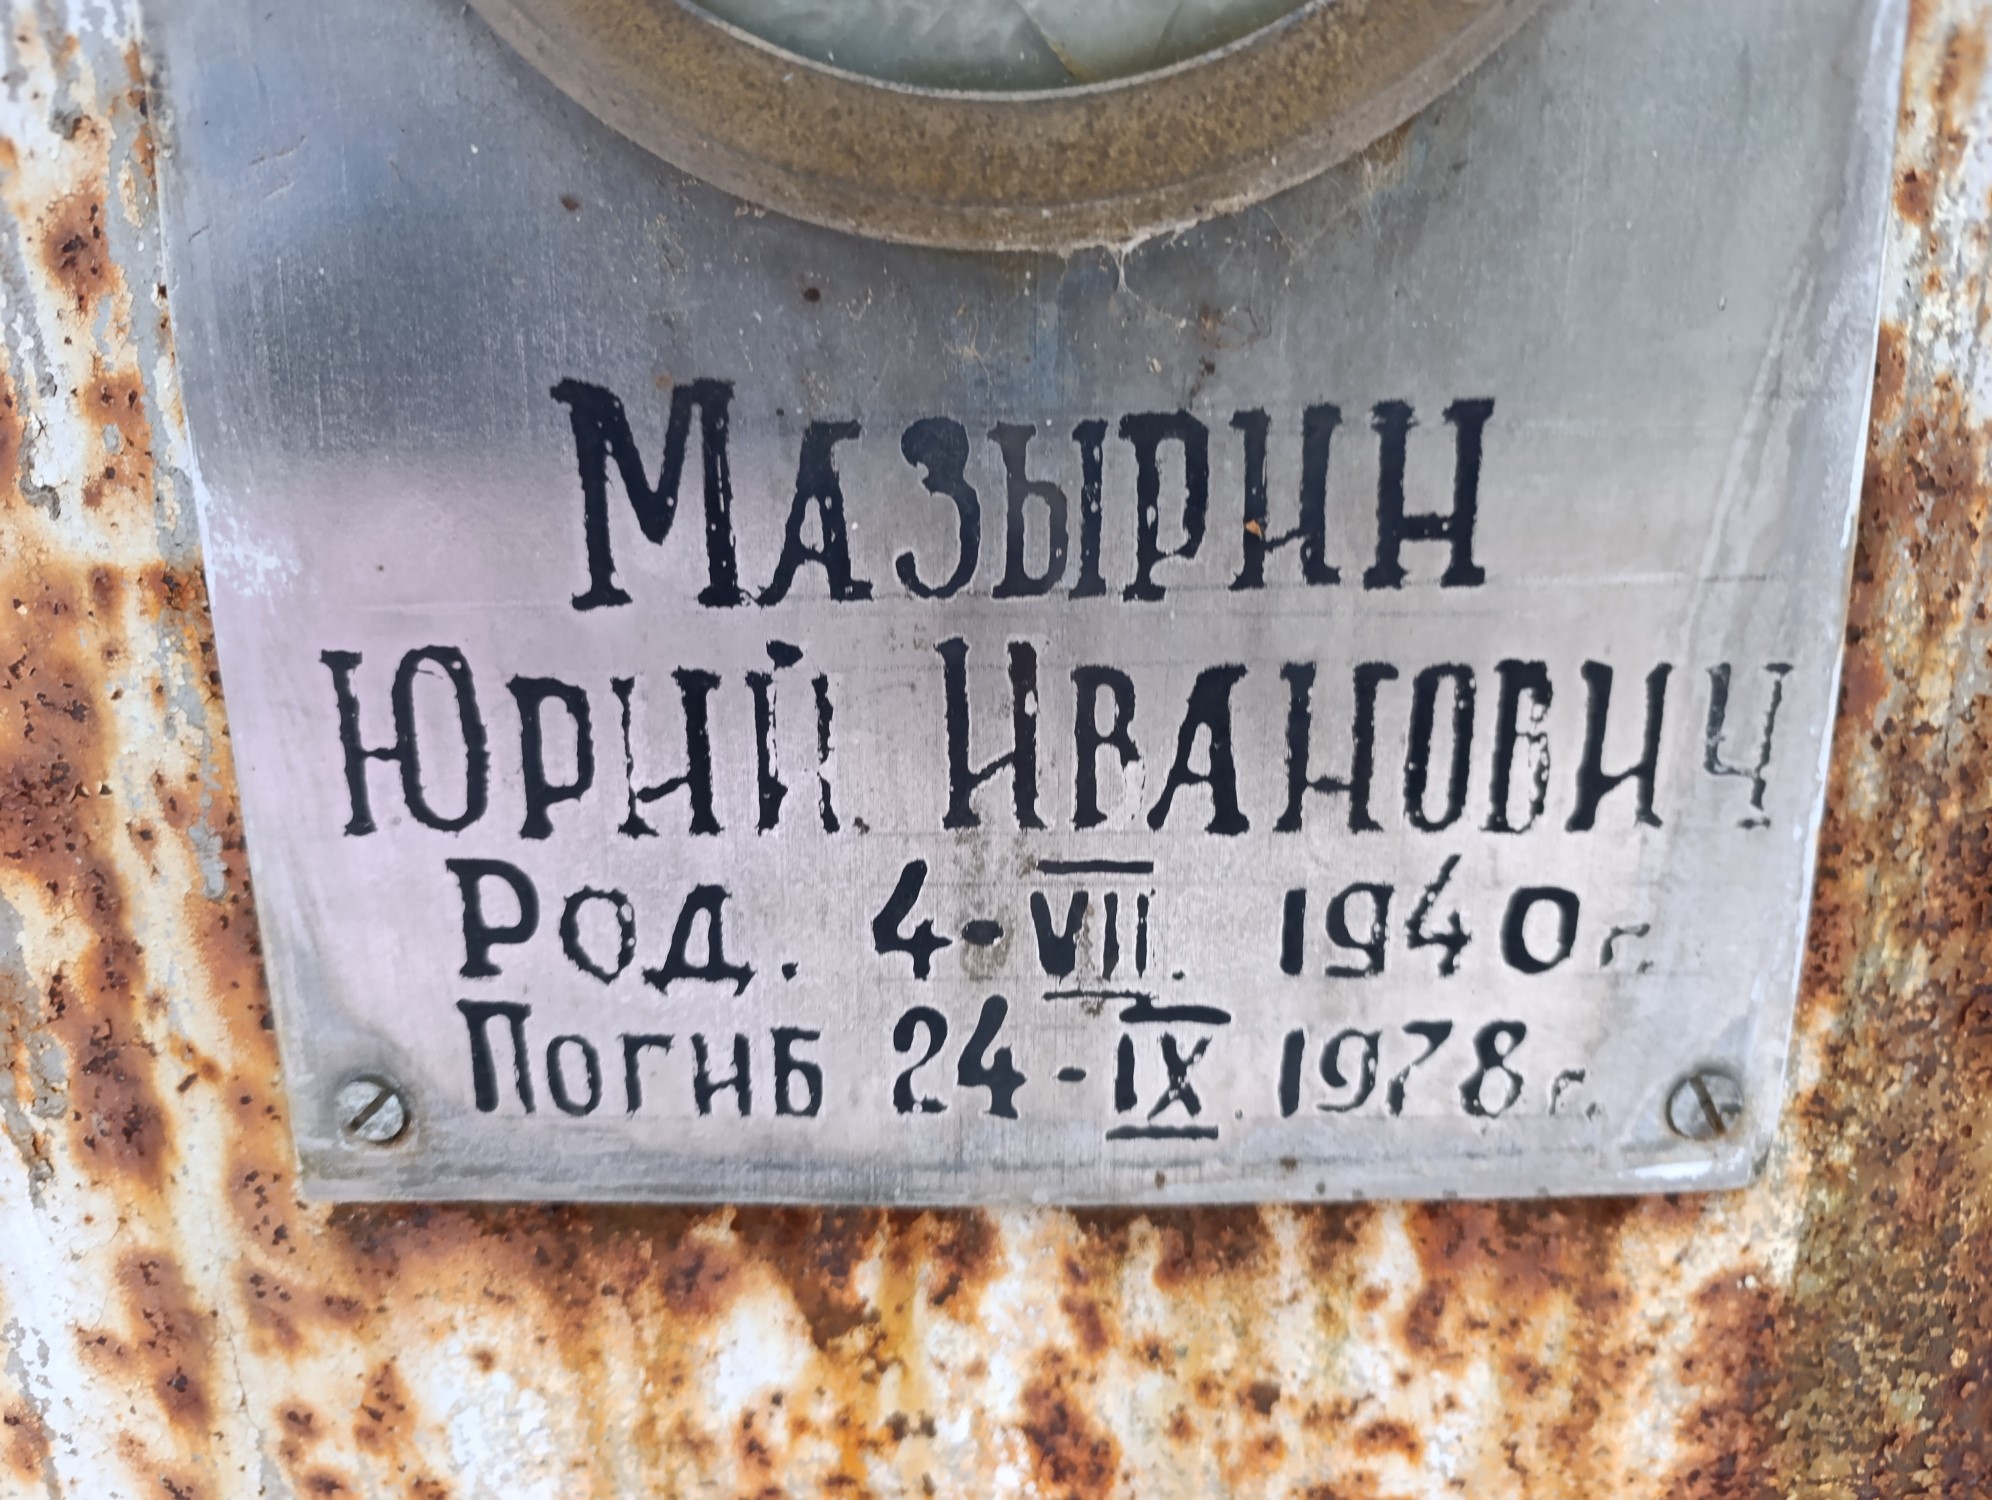 Мазырин
Юрий Иванович
Род. 4-VII. 1940 г.
Погиб 24-IX. 1978 г.